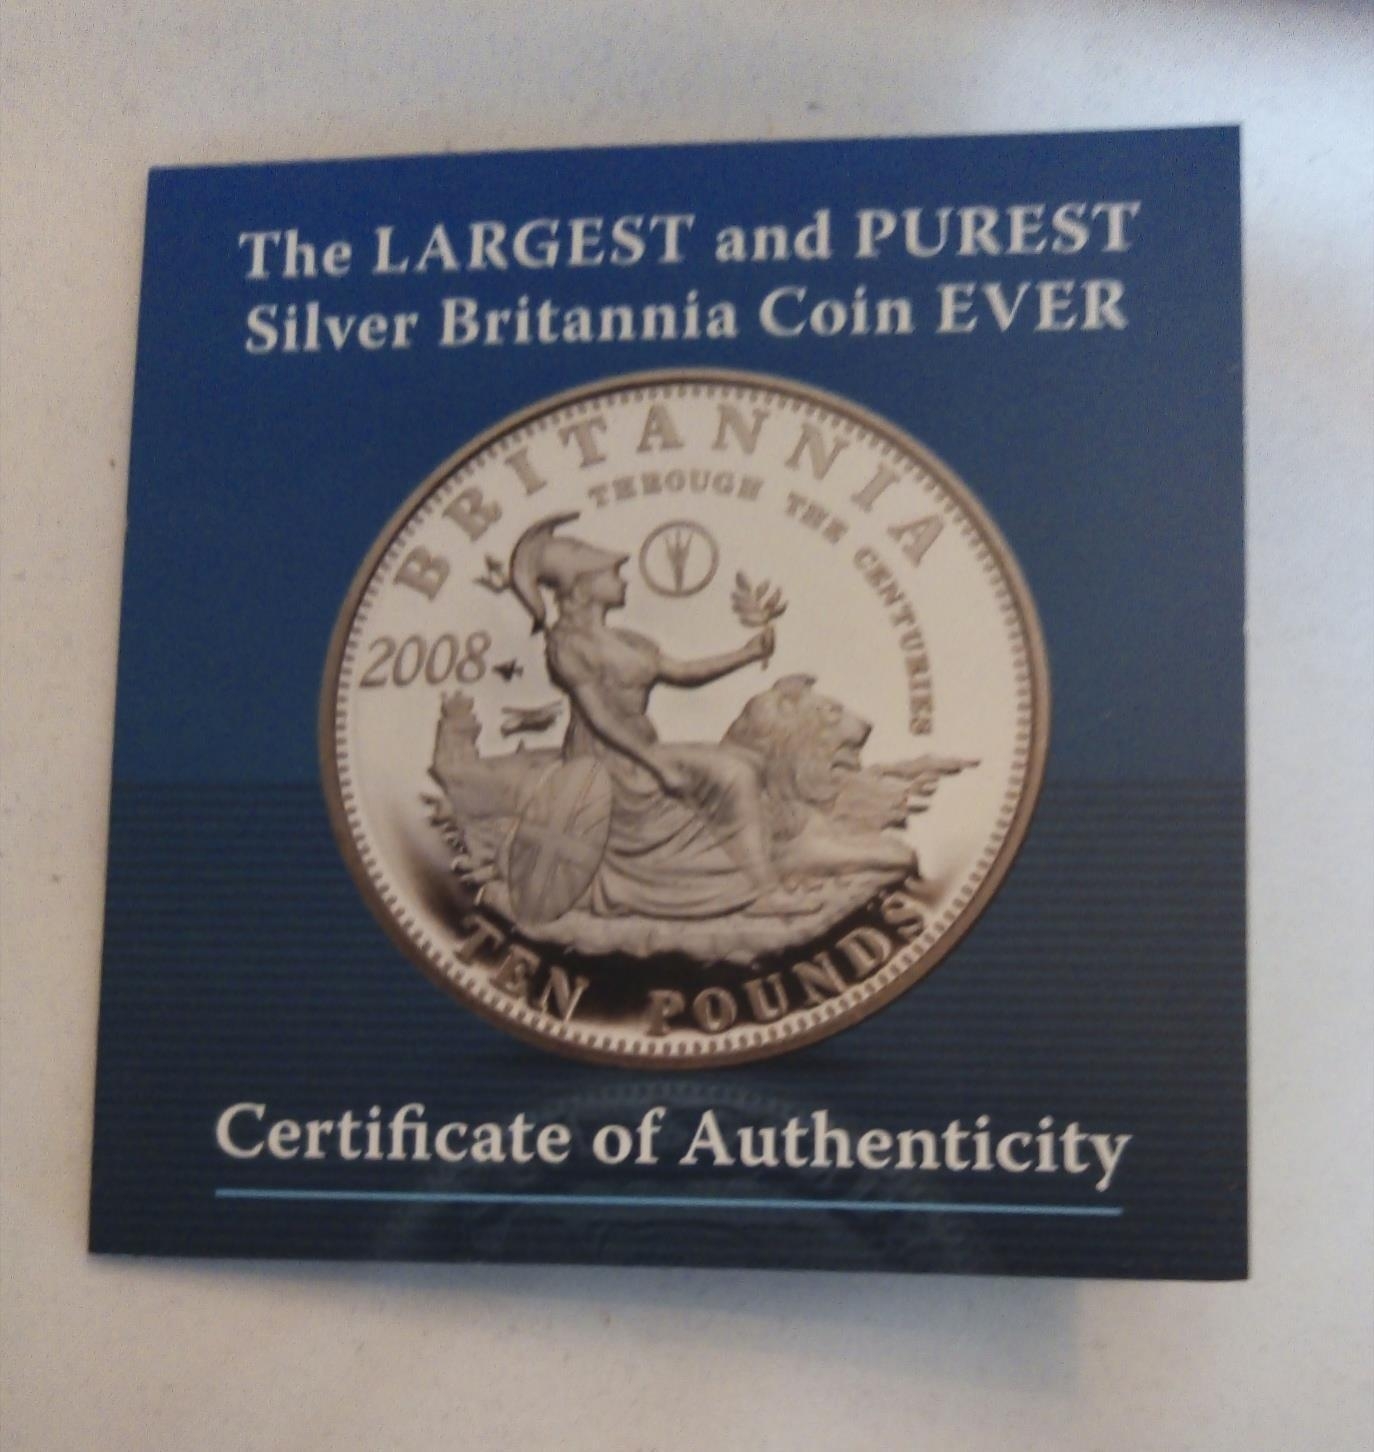 The LARGEST and PUREST
Silver Britannia Coin EVER
BRITANNIA
THROUGH THE CENTURIES
2008
TEN POUNDS
Certificate of Authenticity